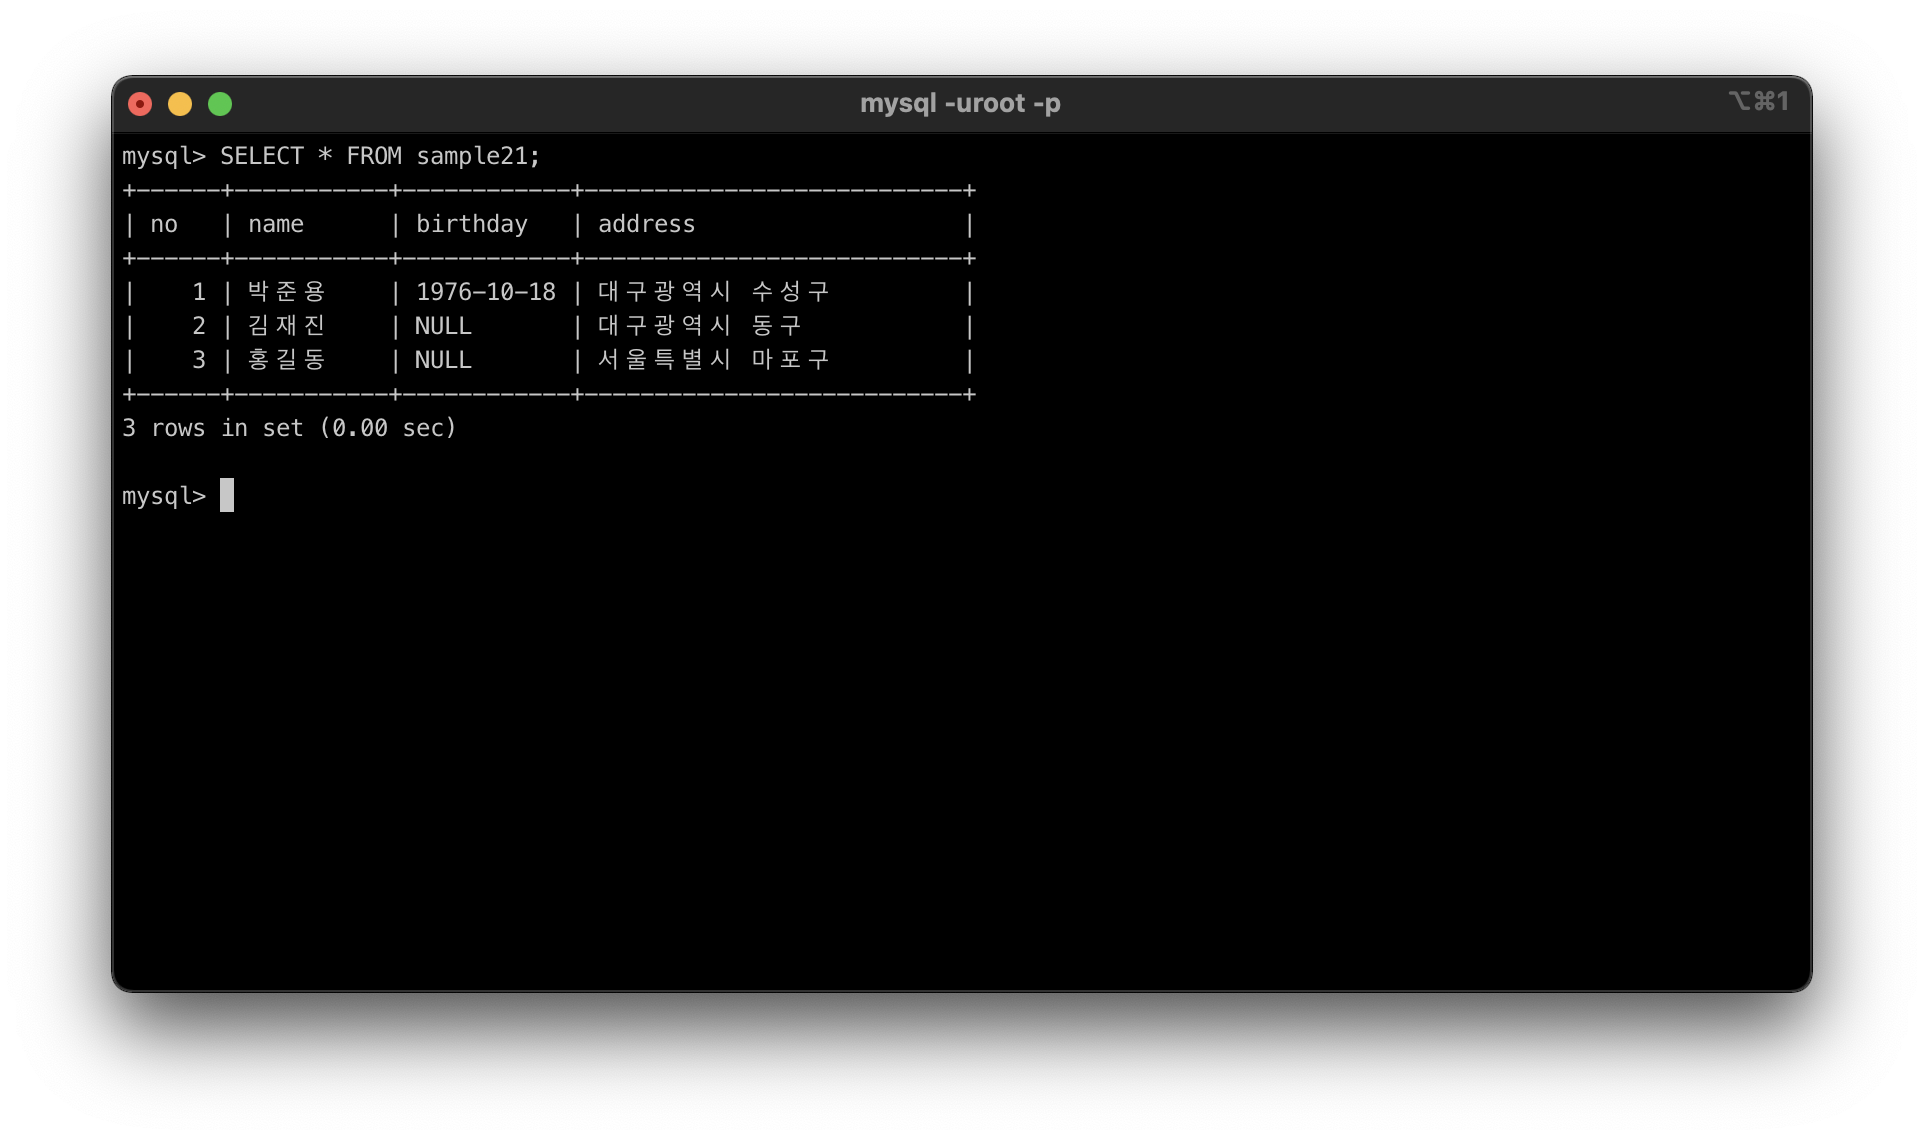 mysql -uroot -p
⌥⌘1
mysql> SELECT * FROM sample21;
+------+-----------+------------+---------------------------+
| no   | name      | birthday   | address                   |
+------+-----------+------------+---------------------------+
|    1 | 박준용    | 1976-10-18 | 대구광역시 수성구         |
|    2 | 김재진    | NULL       | 대구광역시 동구           |
|    3 | 홍길동    | NULL       | 서울특별시 마포구         |
+------+-----------+------------+---------------------------+
3 rows in set (0.00 sec)
mysql>